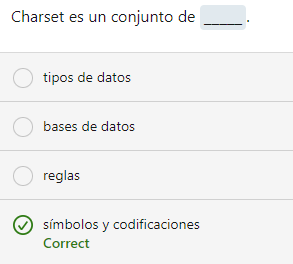 Charset es un conjunto de _____.
tipos de datos
bases de datos
reglas
símbolos y codificaciones
Correct